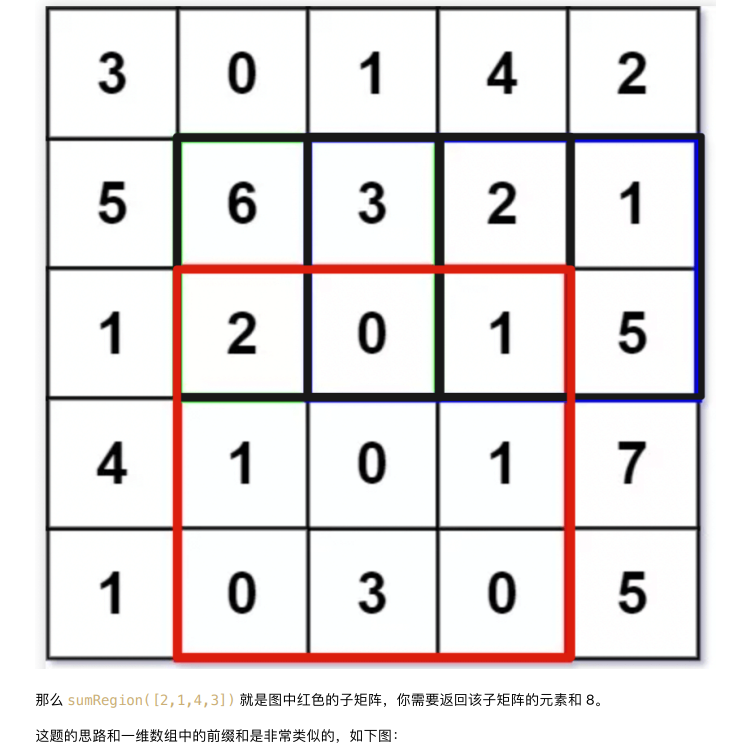 3 0 1 4 2
5 6 3 2 1
1 2 0 1 5
4 1 0 1 7
1 0 3 0 5
那么 sumRegion([2,1,4,3]) 就是图中红色的子矩阵，你需要返回该子矩阵的元素和 8。
这题的思路和一维数组中的前缀和是非常类似的，如下图：